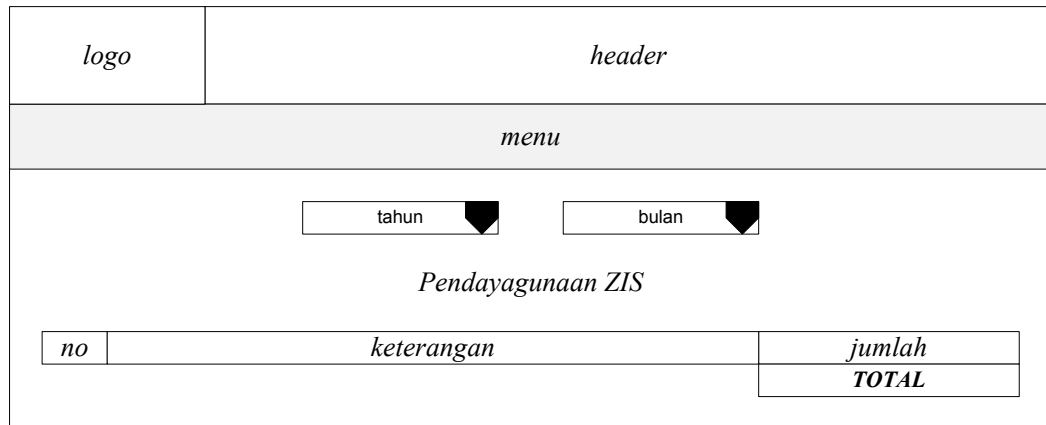 logo header
menu
tahun bulan
Pendayagunaan ZIS
no keterangan jumlah
TOTAL